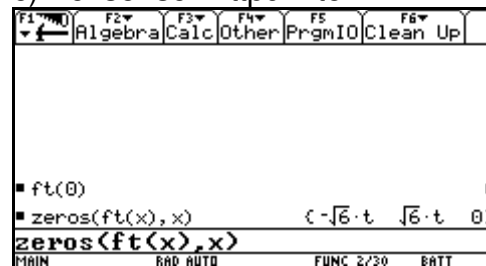 F1 F2 Algebra F3 Calc F4 Other F5 PrgmIO F6 Clean Up
▪ ft(0)
▪ zeros(ft(x),x) {-√6·t √6·t 0
zeros(ft(x),x)
MAIN RAD AUTO FUNC 2/30 BATT